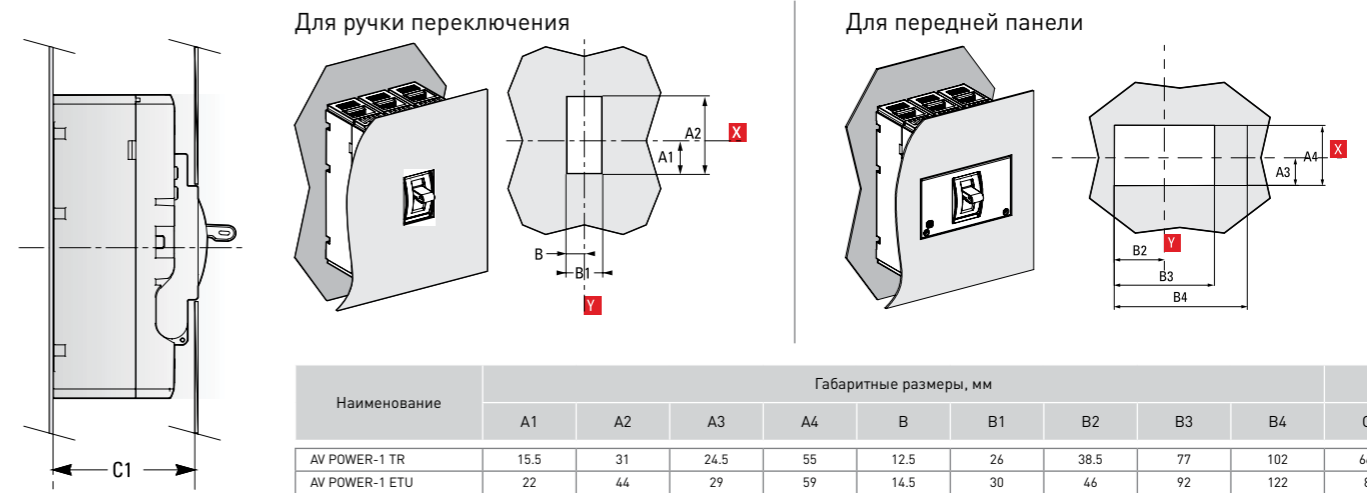 Для ручки переключения
Для передней панели
A2
X
A1
B
B1
Y
X
A4
A3
Y
B2
B3
B4
C1
Наименование
Габаритные размеры, мм
A1 A2 A3 A4 B B1 B2 B3 B4
AV POWER-1 TR 15.5 31 24.5 55 12.5 26 38.5 77 102
AV POWER-1 ETU 22 44 29 59 14.5 30 46 92 122